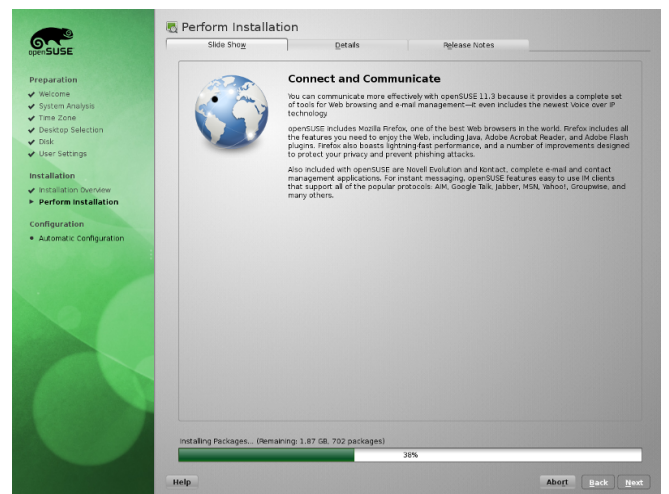 openSUSE
Preparation
Welcome
System Analysis
Time Zone
Desktop Selection
Disk
User Settings
Installation
Installation Overview
Perform Installation
Configuration
Automatic Configuration
Perform Installation
Slide Show
Details
Release Notes
Connect and Communicate
You can communicate more effectively with openSUSE 11.3 because it provides a complete set
of tools for Web browsing and e-mail management—it even includes the newest Voice over IP
technology
openSUSE includes Mozilla Firefox, one of the best Web browsers in the world. Firefox includes all
the features you need to enjoy the Web, including Java, Adobe Acrobat Reader, and Adobe Flash
plugins. Firefox also boasts lightning-fast performance, and a number of improvements designed
to protect your privacy and prevent phishing attacks.
Also included with openSUSE are Novell Evolution and Kontact, complete e-mail and contact
management applications. For instant messaging, openSUSE features easy to use IM clients
that support all of the popular protocols: AIM, Google Talk, Jabber, MSN, Yahoo!, Groupwise, and
many others.
Installing Packages... (Remaining: 1.87 GB, 702 packages)
38%
Help
Abort
Back
Next